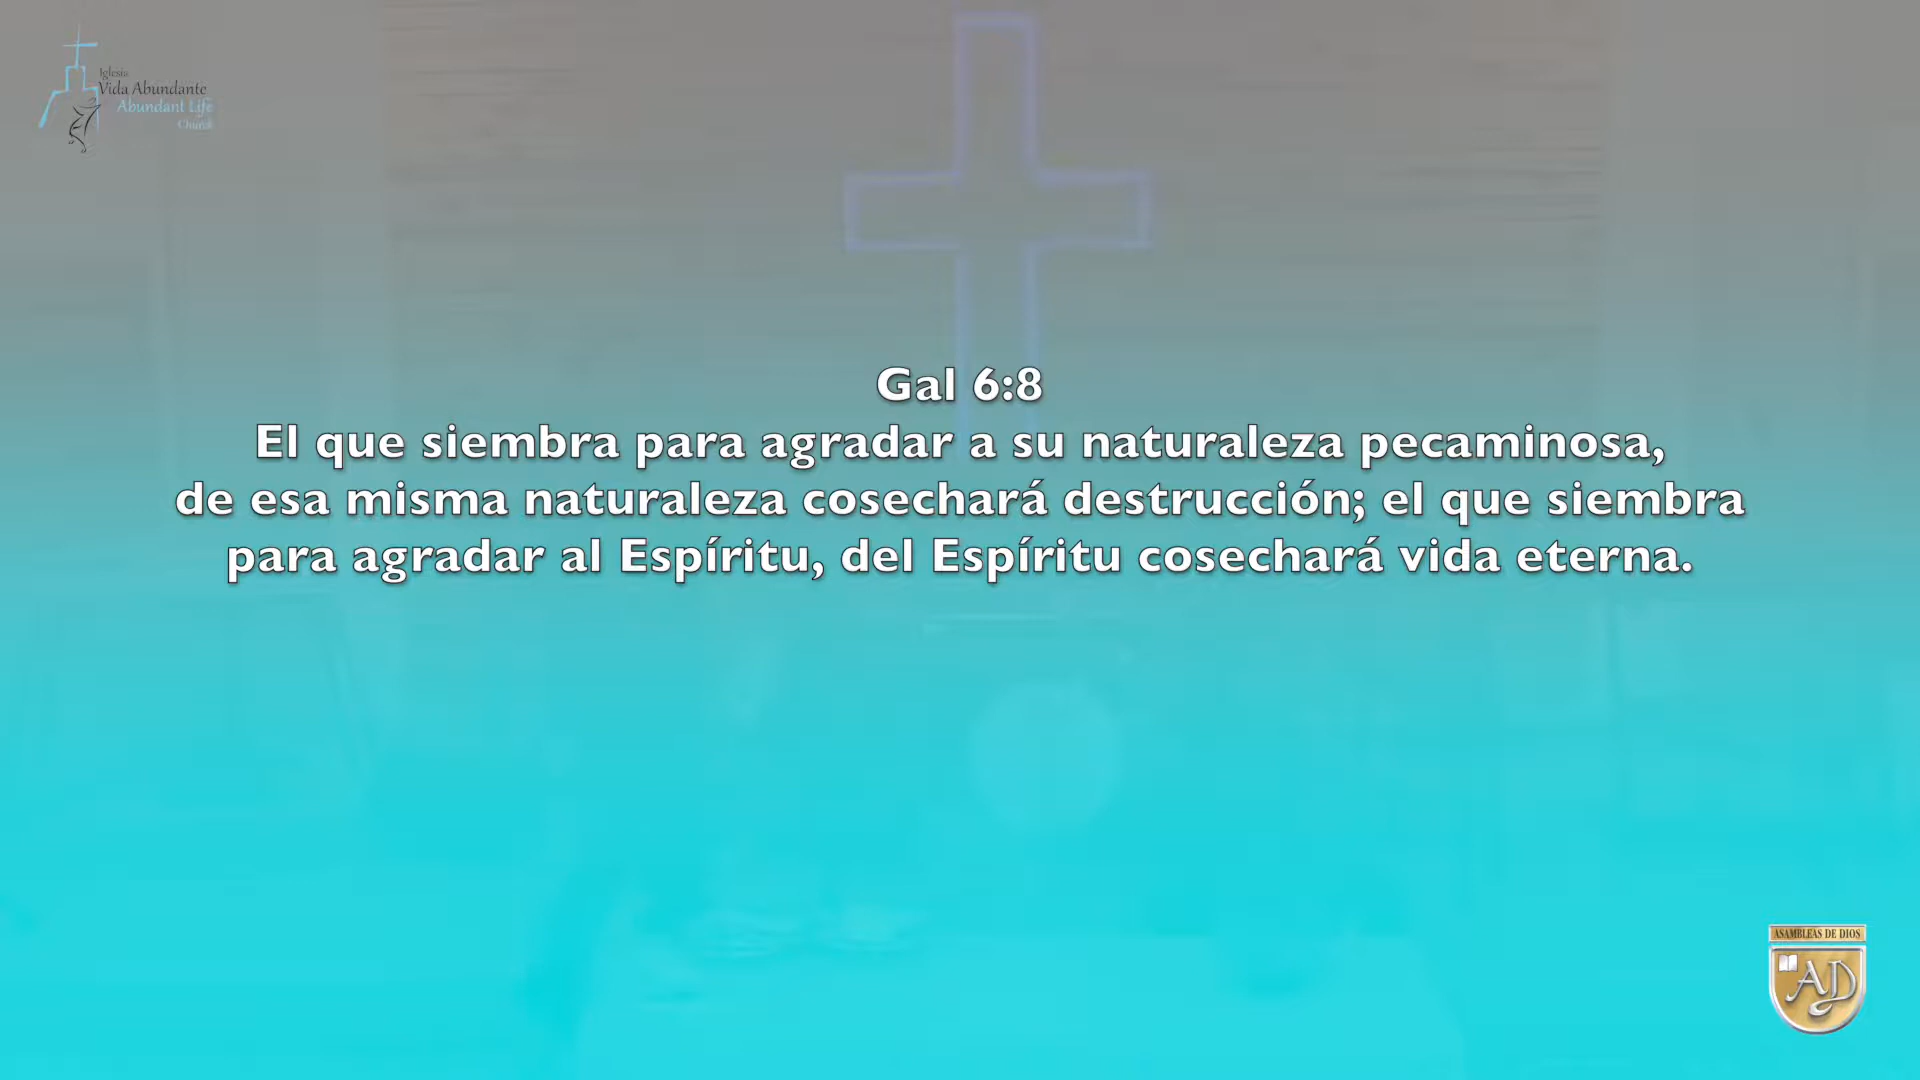 Iglesia
Vida Abundante
Abundant Life
Church
Gal 6:8
El que siembra para agradar a su naturaleza pecaminosa,
de esa misma naturaleza cosechará destrucción; el que siembra
para agradar al Espíritu, del Espíritu cosechará vida eterna.
ASAMBLEAS DE DIOS
AD